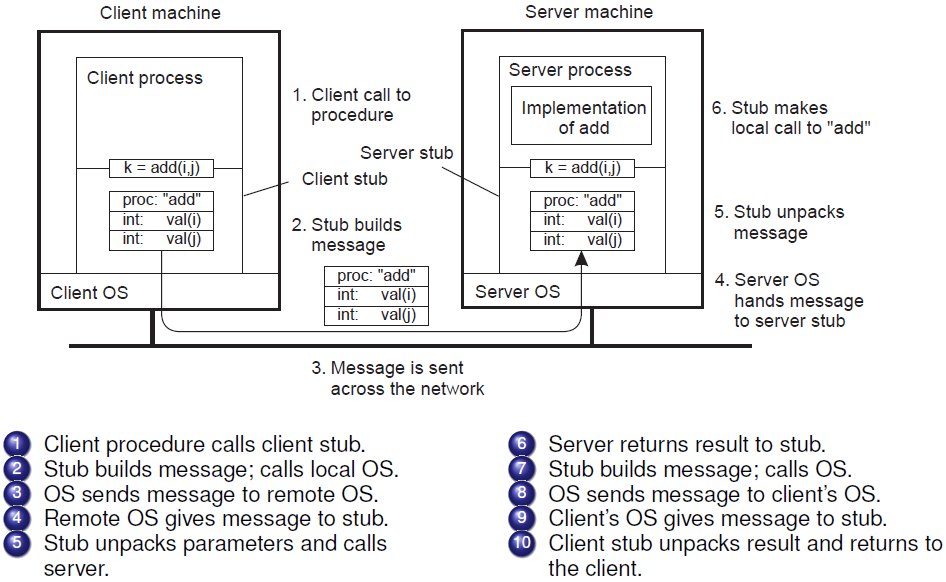 Client machine
Server machine
Client process
Server process
1. Client call to
procedure
Implementation
of add
6. Stub makes
local call to "add"
Server stub
k = add(i,j)
k = add(i,j)
Client stub
proc: "add"
int: val(i)
int: val(j)
proc: "add"
int: val(i)
int: val(j)
2. Stub builds
message
5. Stub unpacks
message
proc: "add"
int: val(i)
int: val(j)
Client OS
Server OS
4. Server OS
hands message
to server stub
3. Message is sent
across the network
1 Client procedure calls client stub.
2 Stub builds message; calls local OS.
3 OS sends message to remote OS.
4 Remote OS gives message to stub.
5 Stub unpacks parameters and calls
server.
6 Server returns result to stub.
7 Stub builds message; calls OS.
8 OS sends message to client's OS.
9 Client's OS gives message to stub.
10 Client stub unpacks result and returns to
the client.